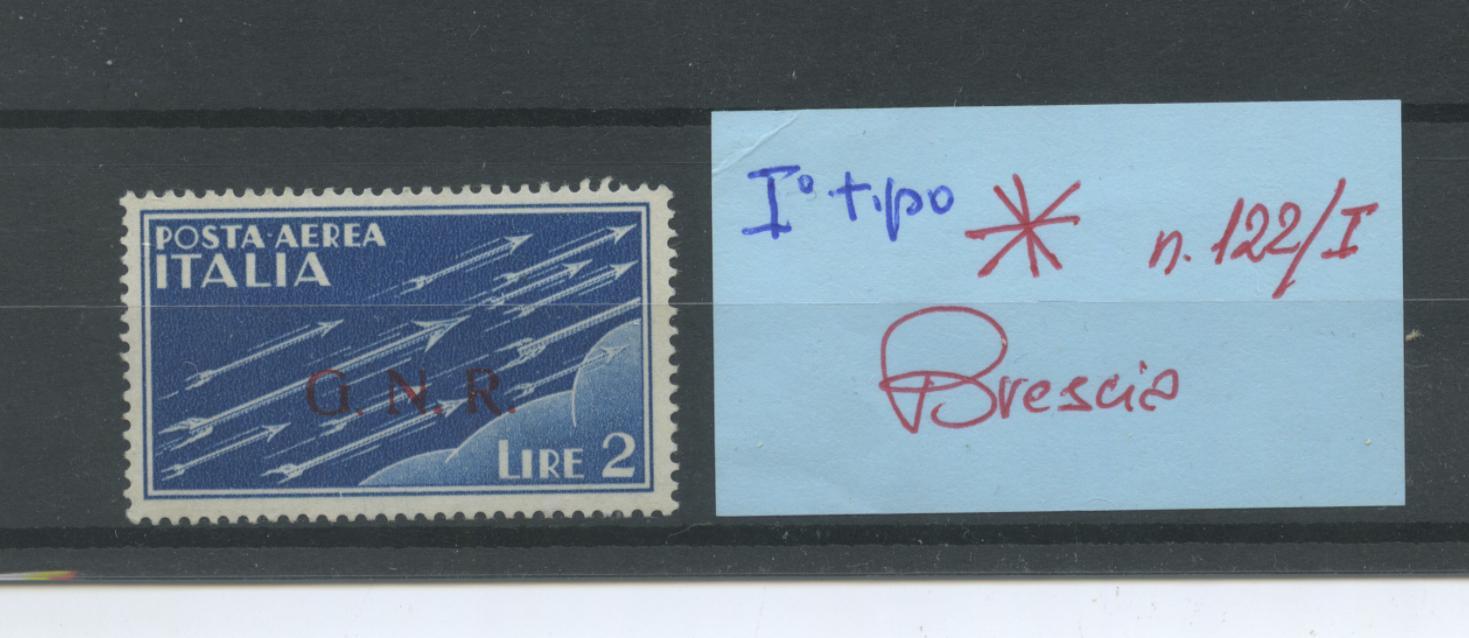 POSTA-AEREA
ITALIA
G.N.R.
LIRE 2
I° tipo * n. 122/I
Brescia